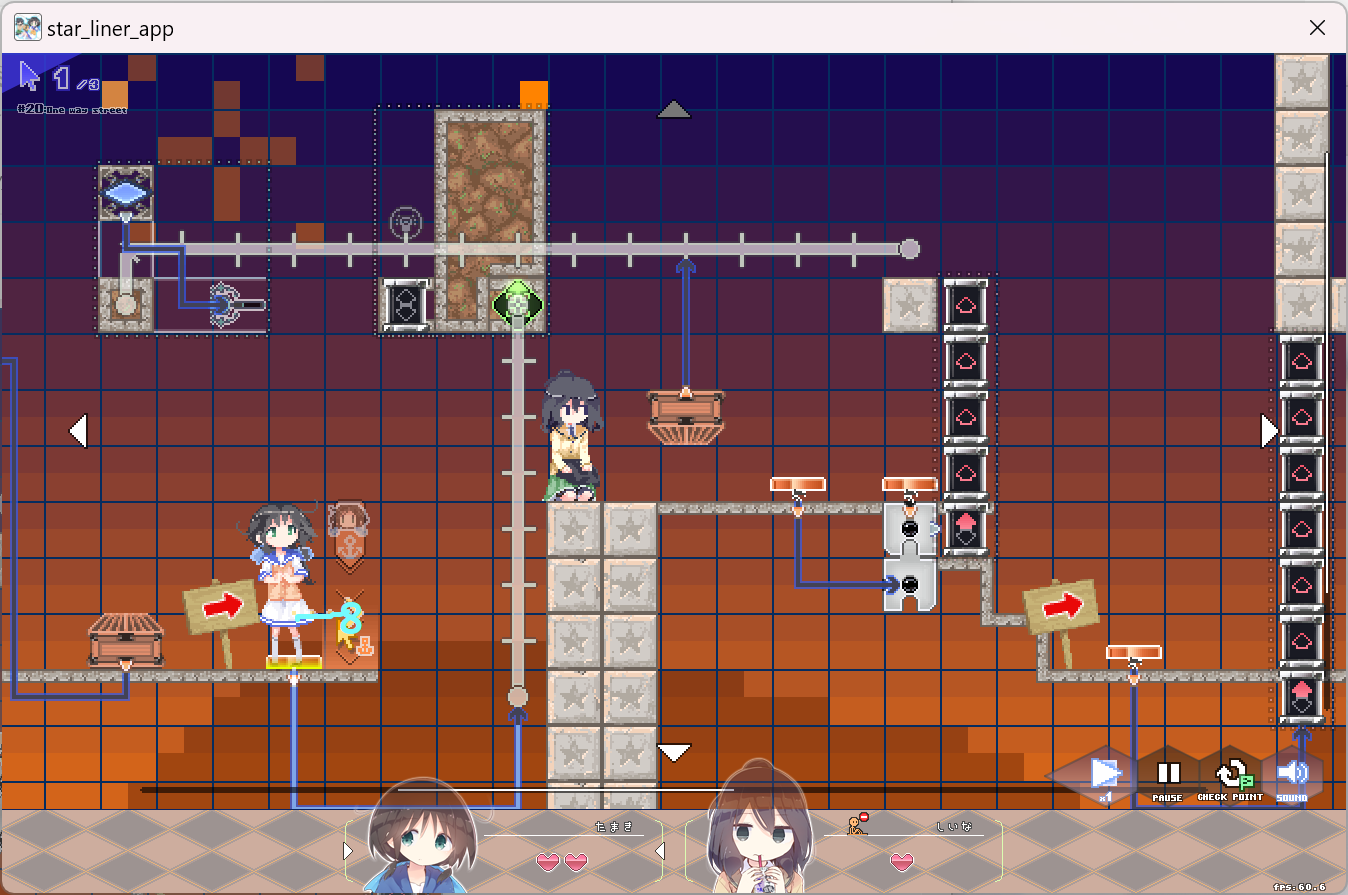 star_liner_app
1/3
#20:One way street
x1
PAUSE
CHECK POINT
SOUND
たまき
しいな
fps:60.6